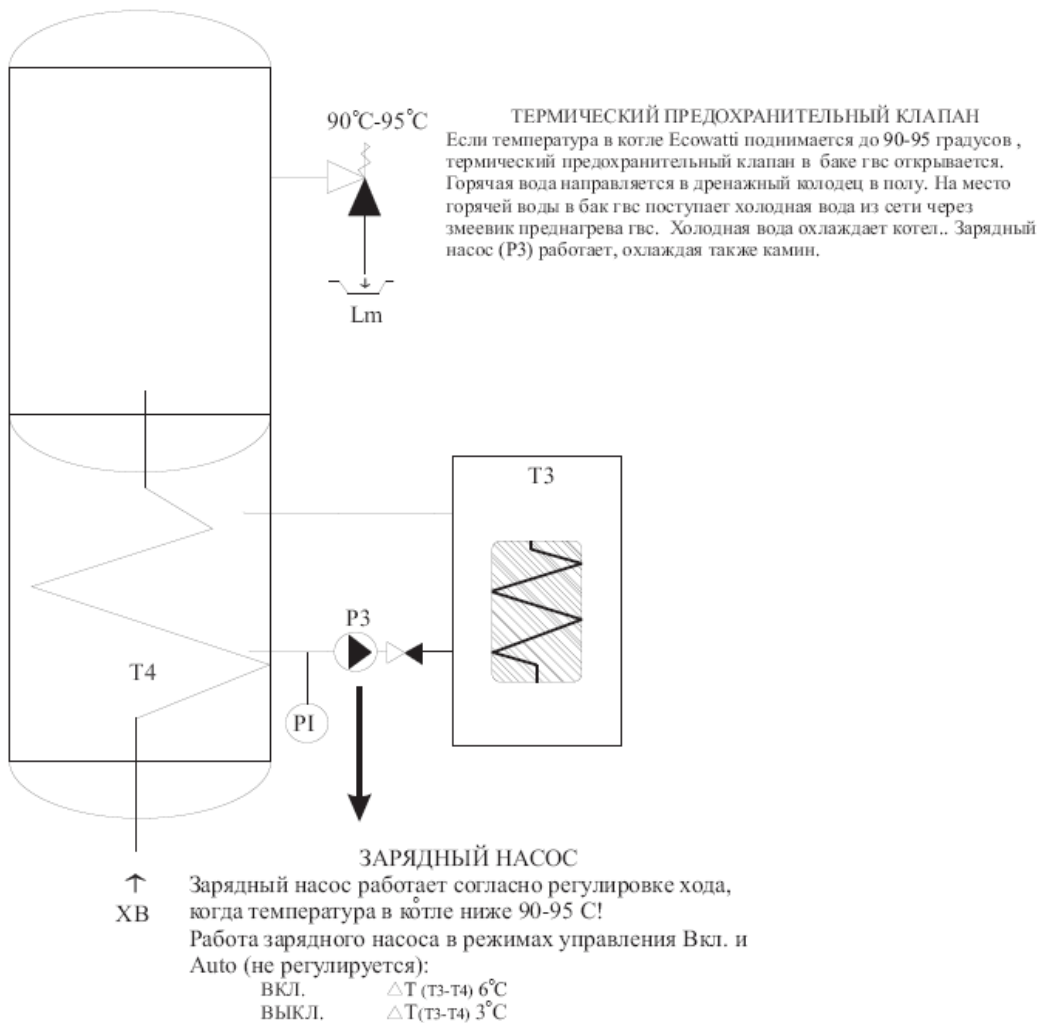 90°C-95°C
ТЕРМИЧЕСКИЙ ПРЕДОХРАНИТЕЛЬНЫЙ КЛАПАН
Если температура в котле Ecowatti поднимается до 90-95 градусов ,
термический предохранительный клапан в баке гвс открывается.
Горячая вода направляется в дренажный колодец в полу. На место
горячей воды в бак гвс поступает холодная вода из сети через
змеевик преднагрева гвс. Холодная вода охлаждает котел.. Зарядный
насос (Р3) работает, охлаждая также камин.
Lm
T3
P3
T4
PI
ЗАРЯДНЫЙ НАСОС
Зарядный насос работает согласно регулировке хода,
когда температура в котле ниже 90-95 °C!
Работа зарядного насоса в режимах управления Вкл. и
Auto (не регулируется):
ВКЛ. △T (T3-T4) 6°C
ВЫКЛ. △T(T3-T4) 3°C
ХВ